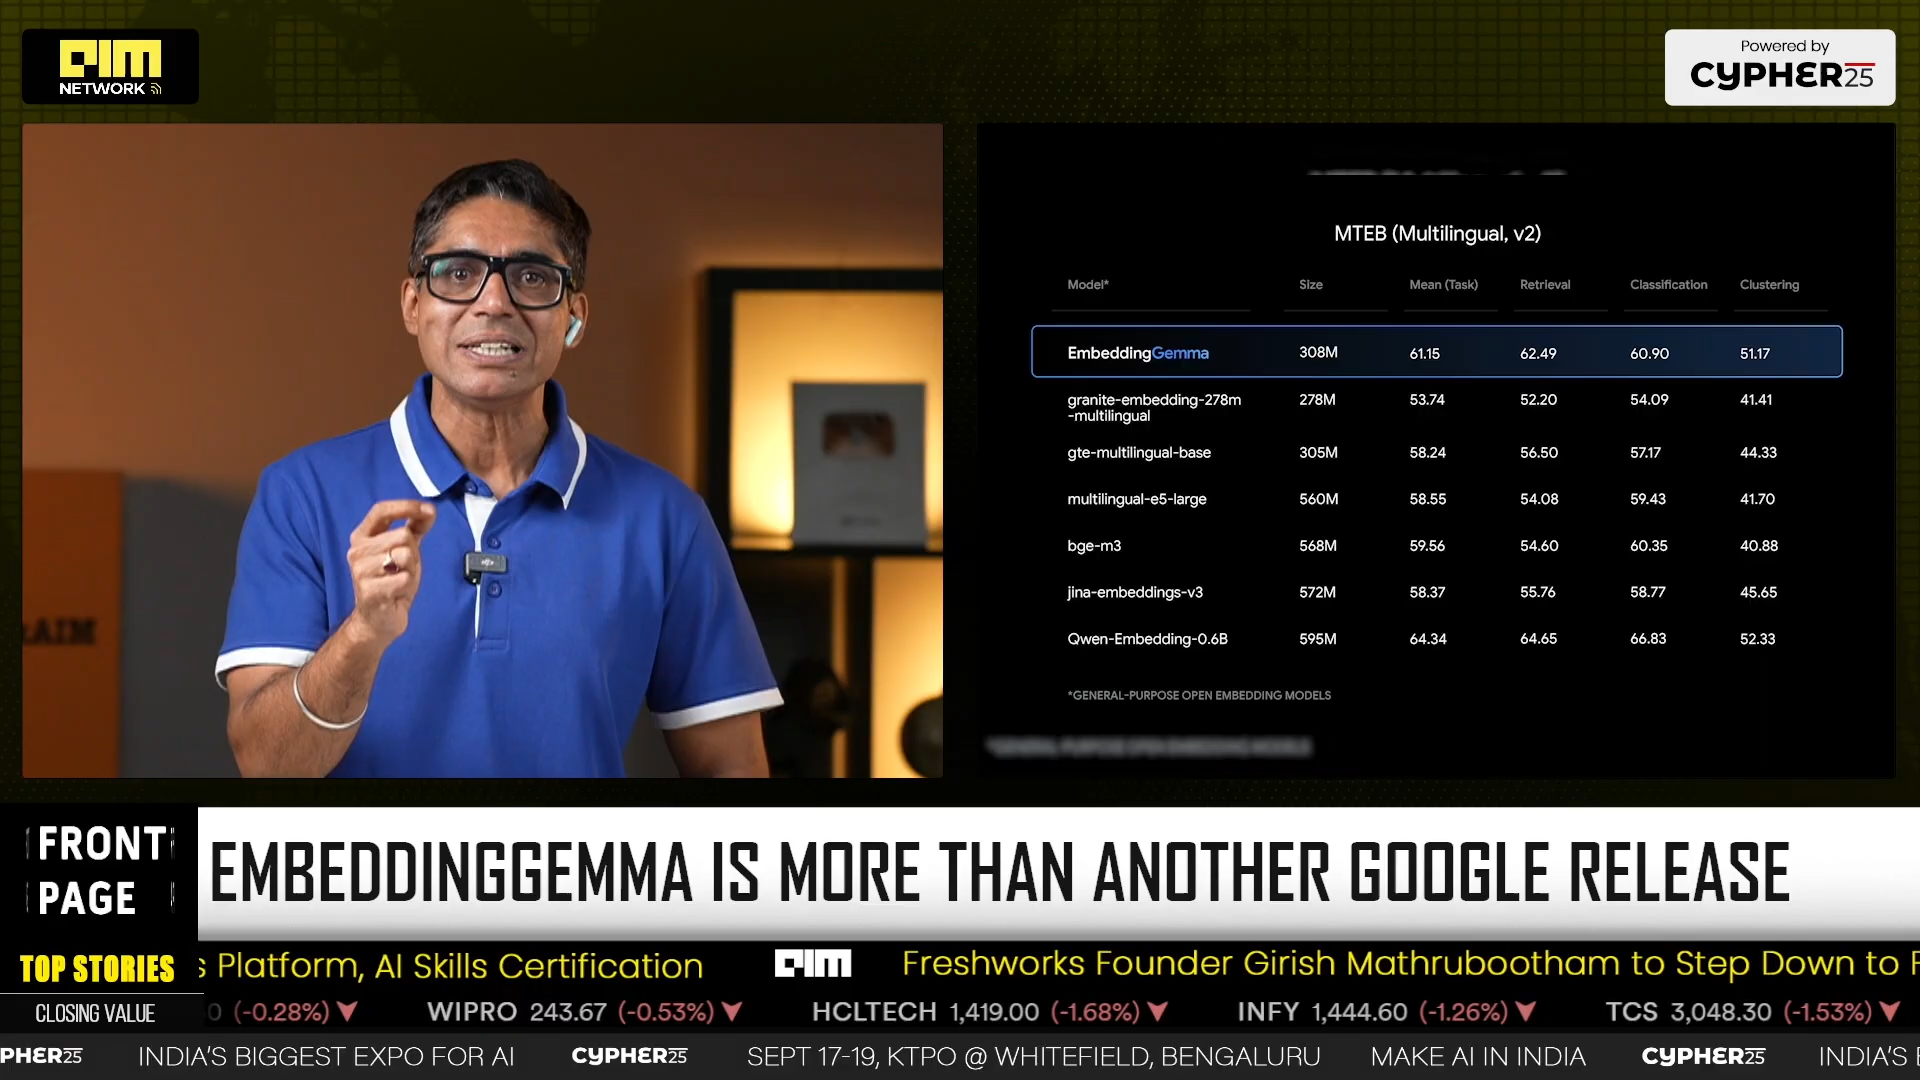 AIM
NETWORK
Powered by
CYPHER25
AIM
MTEB (Multilingual, v2)
Model* Size Mean (Task) Retrieval Classification Clustering
EmbeddingGemma 308M 61.15 62.49 60.90 51.17
granite-embedding-278m 278M 53.74 52.20 54.09 41.41
-multilingual
gte-multilingual-base 305M 58.24 56.50 57.17 44.33
multilingual-e5-large 560M 58.55 54.08 59.43 41.70
bge-m3 568M 59.56 54.60 60.35 40.88
jina-embeddings-v3 572M 58.37 55.76 58.77 45.65
Qwen-Embedding-0.6B 595M 64.34 64.65 66.83 52.33
*GENERAL-PURPOSE OPEN EMBEDDING MODELS
*GENERAL-PURPOSE OPEN EMBEDDING MODELS
FRONT
PAGE
EMBEDDINGGEMMA IS MORE THAN ANOTHER GOOGLE RELEASE
TOP STORIES
s Platform, AI Skills Certification AIM Freshworks Founder Girish Mathrubootham to Step Down to F
CLOSING VALUE
0 (-0.28%) WIPRO 243.67 (-0.53%) HCLTECH 1,419.00 (-1.68%) INFY 1,444.60 (-1.26%) TCS 3,048.30 (-1.53%)
PHER25 INDIA'S BIGGEST EXPO FOR AI CYPHER25 SEPT 17-19, KTPO @ WHITEFIELD, BENGALURU MAKE AI IN INDIA CYPHER25 INDIA'S